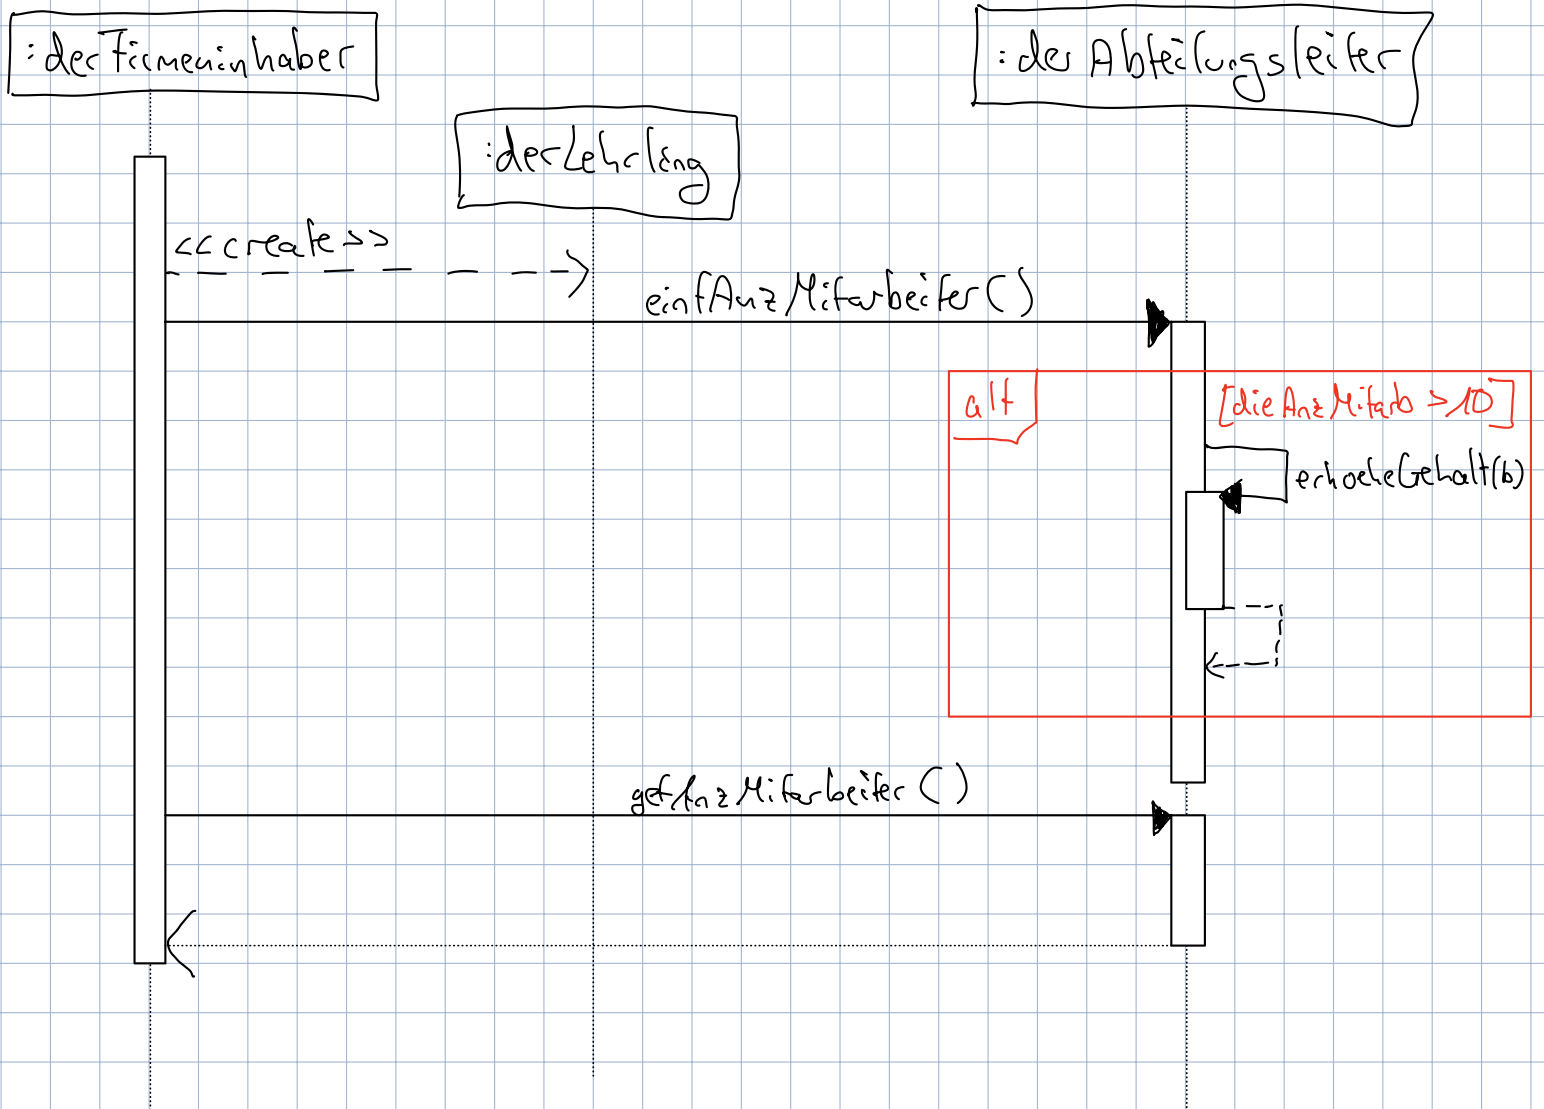 :derFirmeninhaber
:derAbteilungsleiter
:derLehrling
<<create>>
einfAnzMitarbeiter()
alt
[dieAnzMitarb >10]
erhoeheGehalt(b)
getAnzMitarbeiter()